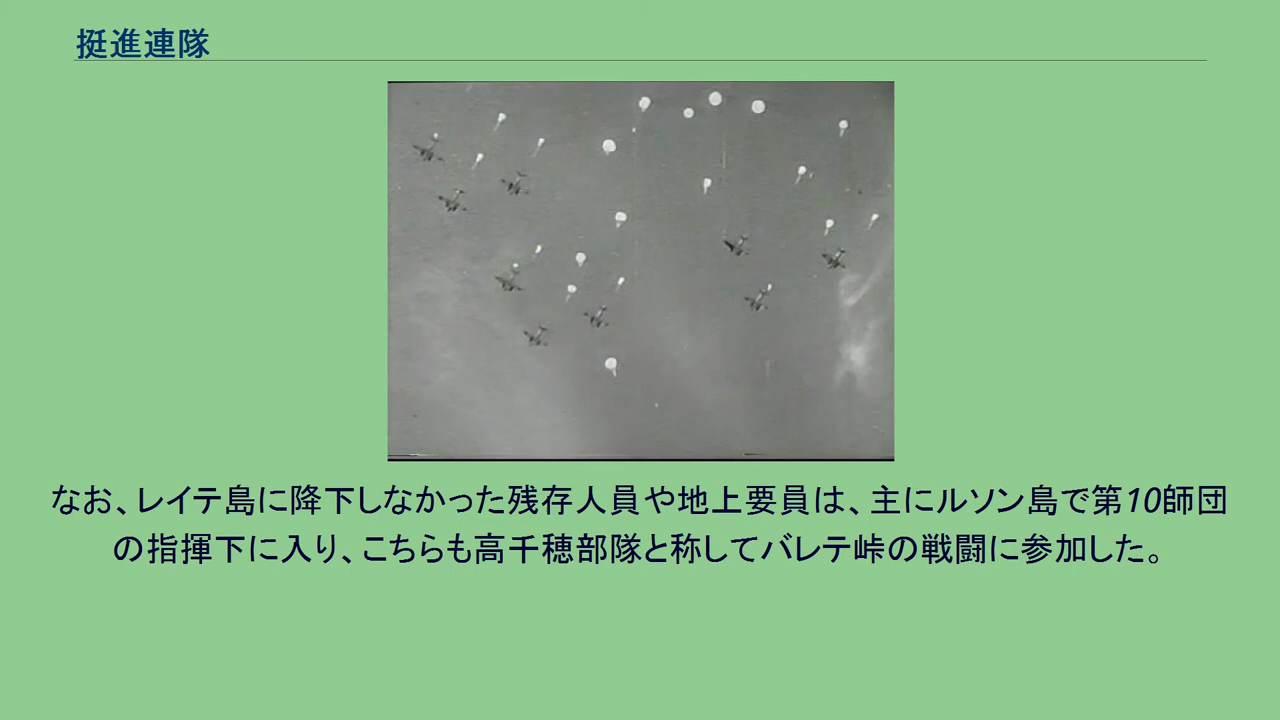 挺進連隊
なお、レイテ島に降下しなかった残存人員や地上要員は、主にルソン島で第10師団
の指揮下に入り、こちらも高千穂部隊と称してバレテ峠の戦闘に参加した。